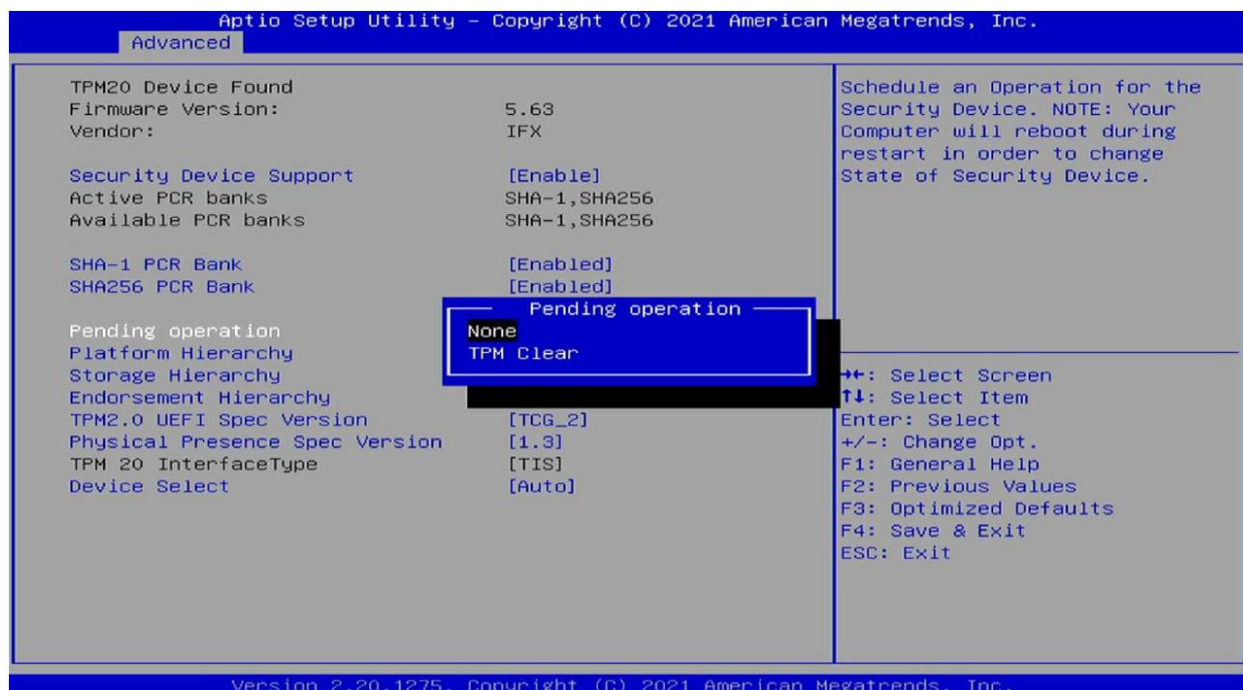 Aptio Setup Utility – Copyright (C) 2021 American Megatrends, Inc.
Advanced
TPM20 Device Found
Firmware Version: 5.63
Vendor: IFX
Security Device Support [Enable]
Active PCR banks SHA-1,SHA256
Available PCR banks SHA-1,SHA256
SHA-1 PCR Bank [Enabled]
SHA256 PCR Bank [Enabled]
Pending operation
Platform Hierarchy
Storage Hierarchy
Endorsement Hierarchy
TPM2.0 UEFI Spec Version [TCG_2]
Physical Presence Spec Version [1.3]
TPM 20 InterfaceType [TIS]
Device Select [Auto]
Pending operation
None
TPM Clear
Schedule an Operation for the
Security Device. NOTE: Your
Computer will reboot during
restart in order to change
State of Security Device.
→←: Select Screen
↑↓: Select Item
Enter: Select
+/-: Change Opt.
F1: General Help
F2: Previous Values
F3: Optimized Defaults
F4: Save & Exit
ESC: Exit
Version 2.20.1275. Copyright (C) 2021 American Megatrends, Inc.